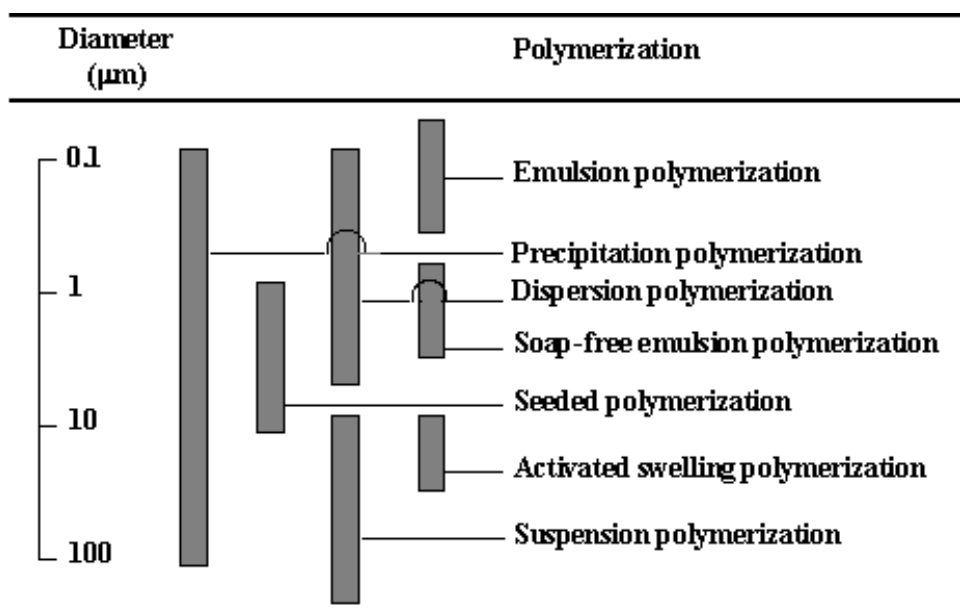 Diameter
(μm)
Polymerization
0.1
Emulsion polymerization
Precipitation polymerization
1
Dispersion polymerization
Soap-free emulsion polymerization
Seeded polymerization
10
Activated swelling polymerization
Suspension polymerization
100